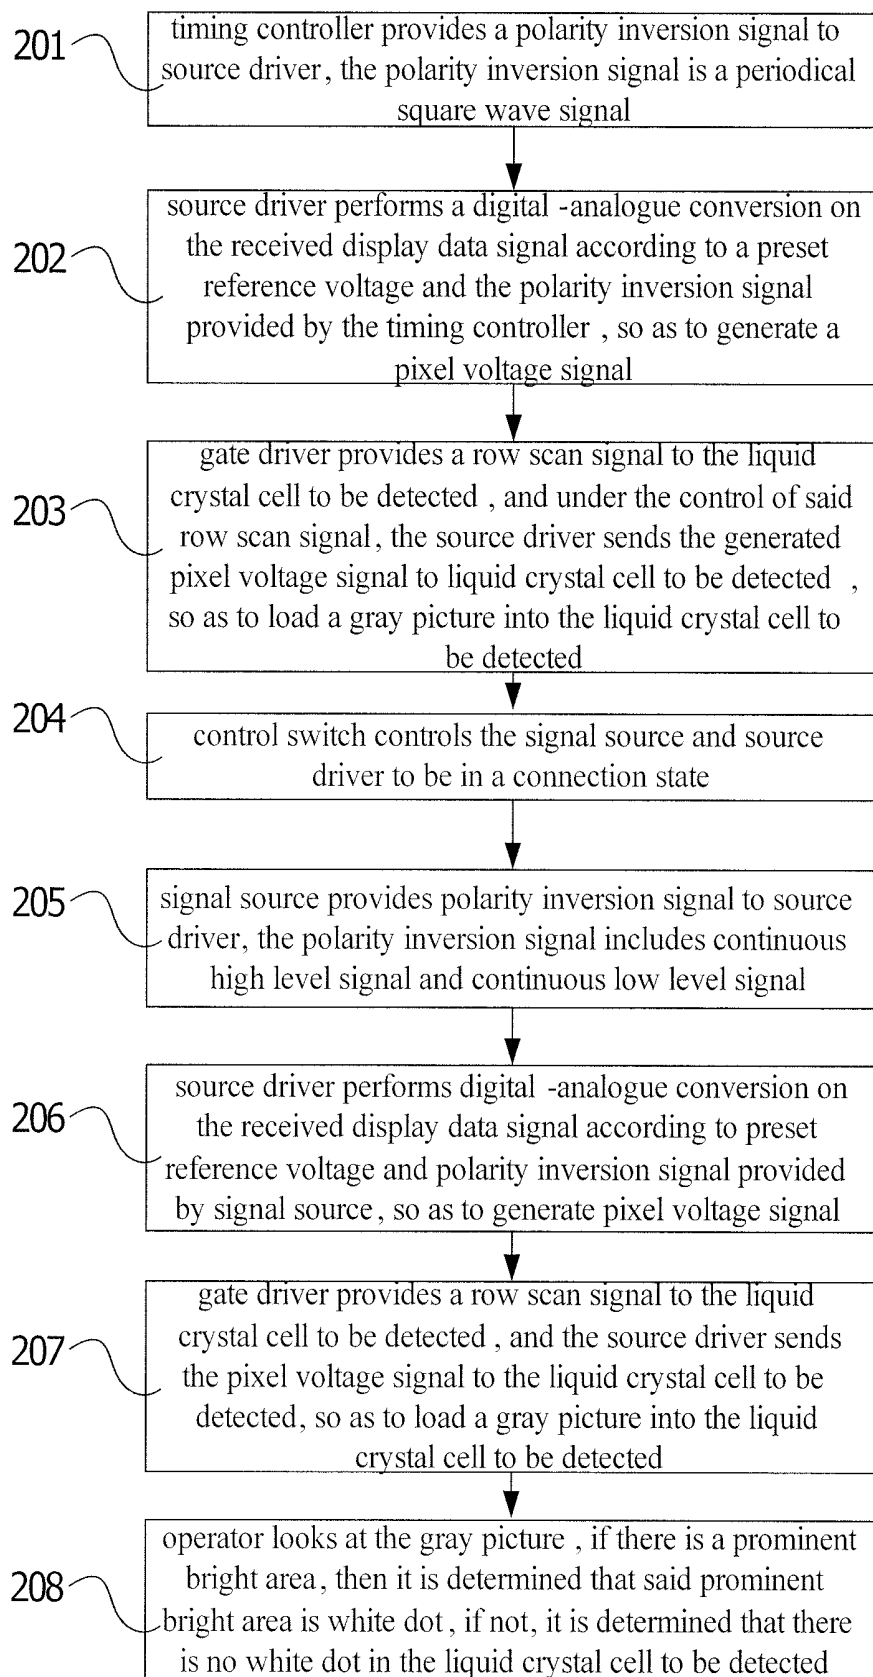 201
timing controller provides a polarity inversion signal to
source driver, the polarity inversion signal is a periodical
square wave signal
202
source driver performs a digital -analogue conversion on
the received display data signal according to a preset
reference voltage and the polarity inversion signal
provided by the timing controller , so as to generate a
pixel voltage signal
203
gate driver provides a row scan signal to the liquid
crystal cell to be detected , and under the control of said
row scan signal, the source driver sends the generated
pixel voltage signal to liquid crystal cell to be detected ,
so as to load a gray picture into the liquid crystal cell to
be detected
204
control switch controls the signal source and source
driver to be in a connection state
205
signal source provides polarity inversion signal to source
driver, the polarity inversion signal includes continuous
high level signal and continuous low level signal
206
source driver performs digital -analogue conversion on
the received display data signal according to preset
reference voltage and polarity inversion signal provided
by signal source, so as to generate pixel voltage signal
207
gate driver provides a row scan signal to the liquid
crystal cell to be detected , and the source driver sends
the pixel voltage signal to the liquid crystal cell to be
detected, so as to load a gray picture into the liquid
crystal cell to be detected
208
operator looks at the gray picture , if there is a prominent
bright area, then it is determined that said prominent
bright area is white dot, if not, it is determined that there
is no white dot in the liquid crystal cell to be detected